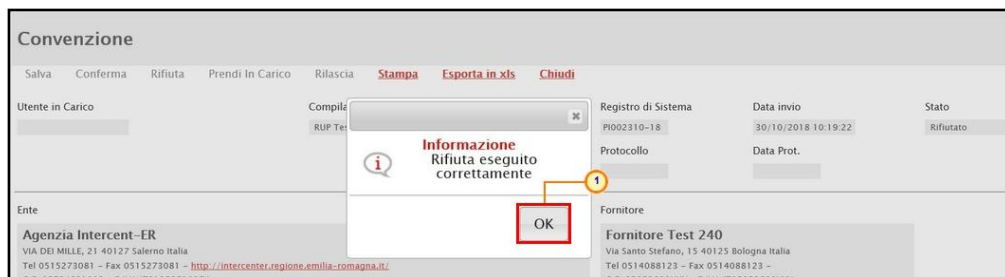 Convenzione
Salva Conferma Rifiuta Prendi In Carico Rilascia Stampa Esporta in xls Chiudi
Utente in Carico Compila Registro di Sistema Data invio Stato
RUP Te PI002310-18 30/10/2018 10:19:22 Rifiutato
Protocollo Data Prot.
Informazione
Rifiuta eseguito
correttamente
1
OK
Ente Fornitore
Agenzia Intercent-ER Fornitore Test 240
VIA DEI MILLE, 21 40127 Salerno Italia Via Santo Stefano, 15 40125 Bologna Italia
Tel 0515273081 – Fax 0515273081 – http://intercenter.regione.emilia-romagna.it/ Tel 0514088123 – Fax 0514088123 –